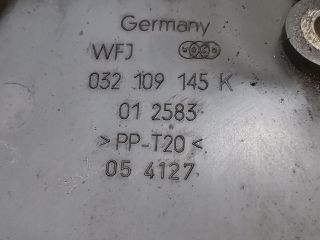 Germany
WFJ
032 109 145 K
01 2583
>PP-T20<
05 4127